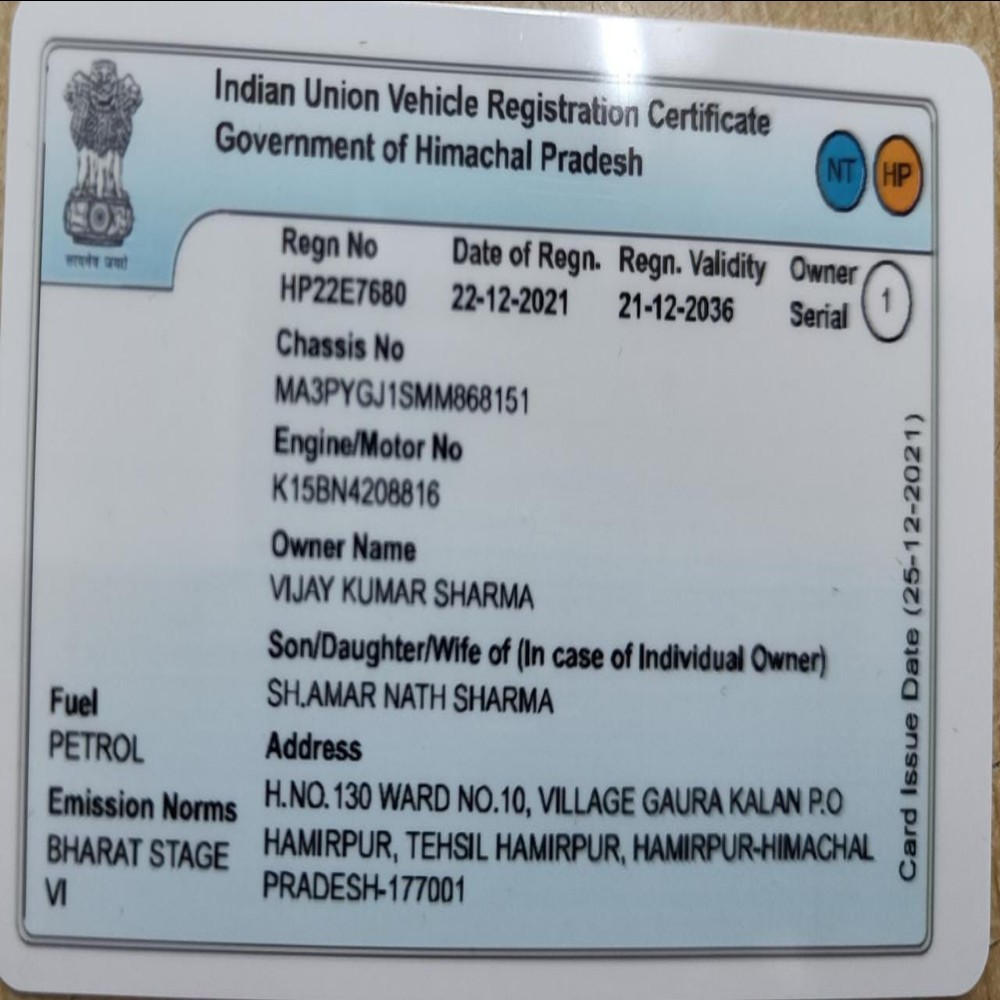 Indian Union Vehicle Registration Certificate
Government of Himachal Pradesh
NT HP
सत्यमेव जयते
Regn No Date of Regn. Regn. Validity Owner Serial 1
HP22E7680 22-12-2021 21-12-2036
Chassis No
MA3PYGJ1SMM868151
Engine/Motor No
K15BN4208816
Owner Name
VIJAY KUMAR SHARMA
Son/Daughter/Wife of (In case of Individual Owner)
SH.AMAR NATH SHARMA
Fuel
PETROL
Emission Norms
BHARAT STAGE
VI
Address
H.NO.130 WARD NO.10, VILLAGE GAURA KALAN P.O
HAMIRPUR, TEHSIL HAMIRPUR, HAMIRPUR-HIMACHAL
PRADESH-177001
Card Issue Date (25-12-2021)